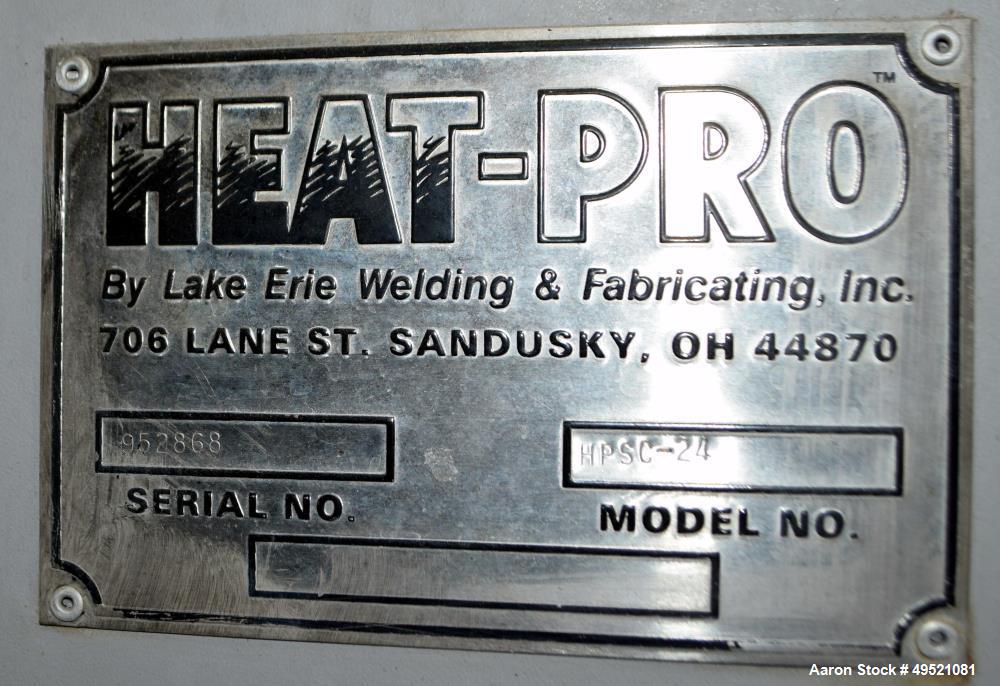 HEAT-PRO™
By Lake Erie Welding & Fabricating, Inc.
706 LANE ST. SANDUSKY, OH 44870
952868
HPSC-24
SERIAL NO.
MODEL NO.
Aaron Stock # 49521081